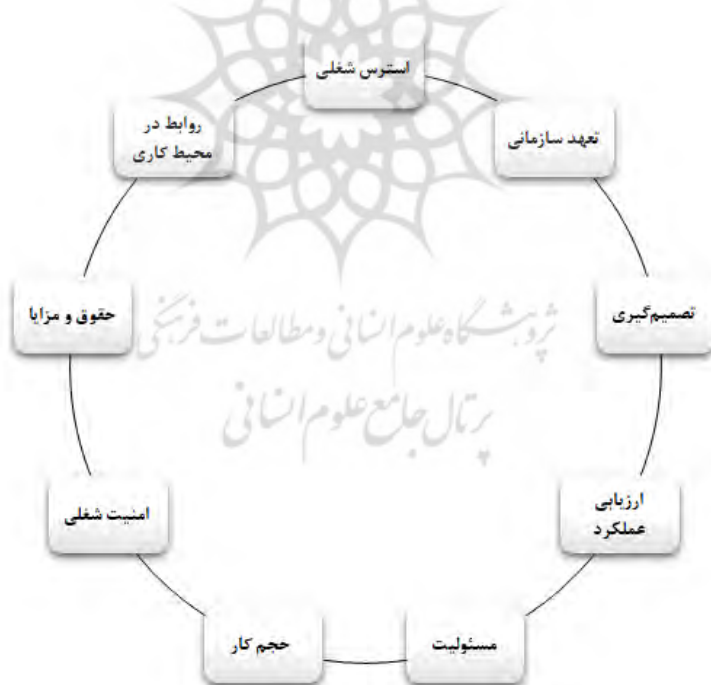 استرس شغلی
تعهد سازمانی
تصمیم‌گیری
ارزیابی
عملکرد
مسئولیت
حجم کار
امنیت شغلی
حقوق و مزایا
روابط در
محیط کاری
پژوهشگاه علوم انسانی و مطالعات فرهنگی
پرتال جامع علوم انسانی